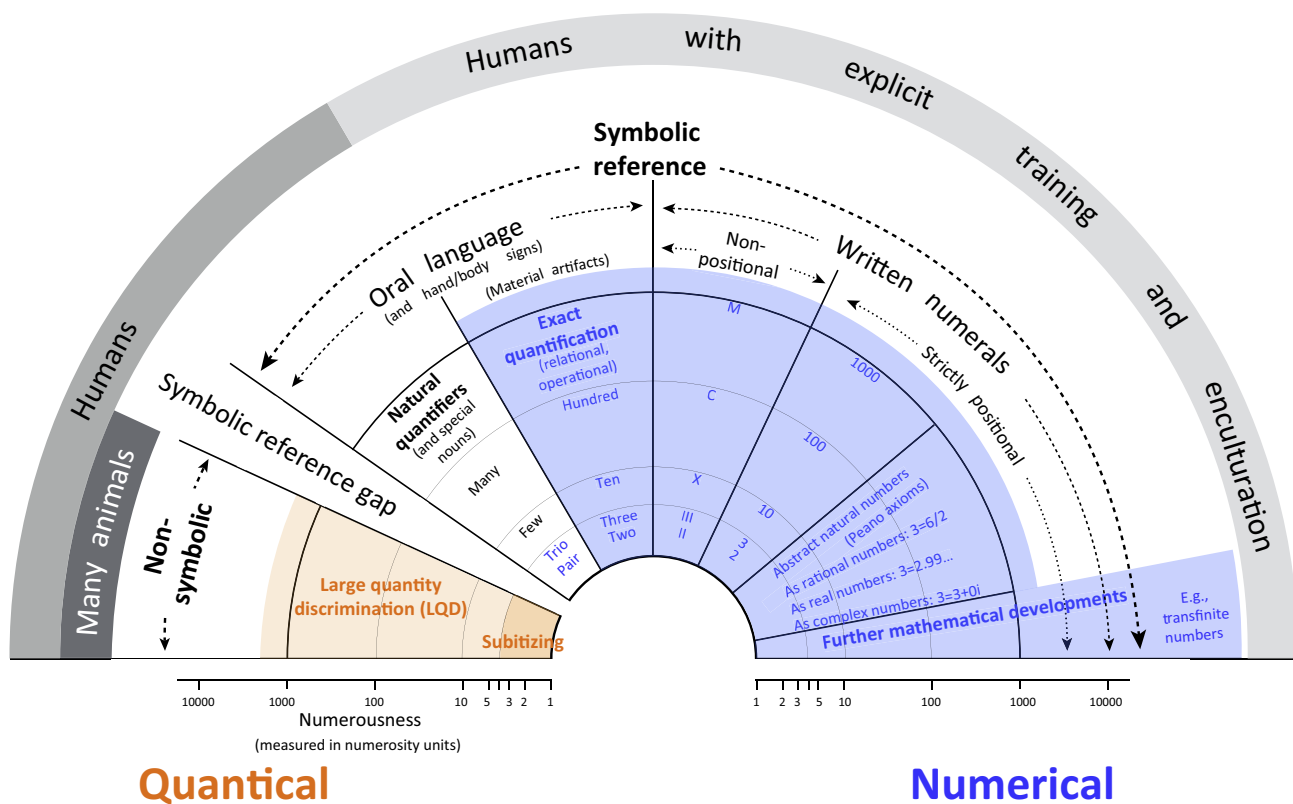 Humans with explicit training and enculturation
Humans
Many animals
Symbolic
reference
Oral language
(and hand/body signs)
(Material artifacts)
Written numerals
Non-
positional
Strictly positional
Symbolic reference gap
Non-
symbolic
Natural
quantifiers
(and special
nouns)
Many
Few
Trio
Pair
Exact
quantification
(relational,
operational)
Hundred
Ten
Three
Two
M
C
X
III
II
1000
100
10
3
2
Abstract natural numbers
(Peano axioms)
As rational numbers: 3=6/2
As real numbers: 3=2.99...
As complex numbers: 3=3+0i
Further mathematical developments
E.g.,
transfinite
numbers
Large quantity
discrimination (LQD)
Subitizing
10000 1000 100 10 5 3 2 1
1 2 3 5 10 100 1000 10000
Numerousness
(measured in numerosity units)
Quantical
Numerical